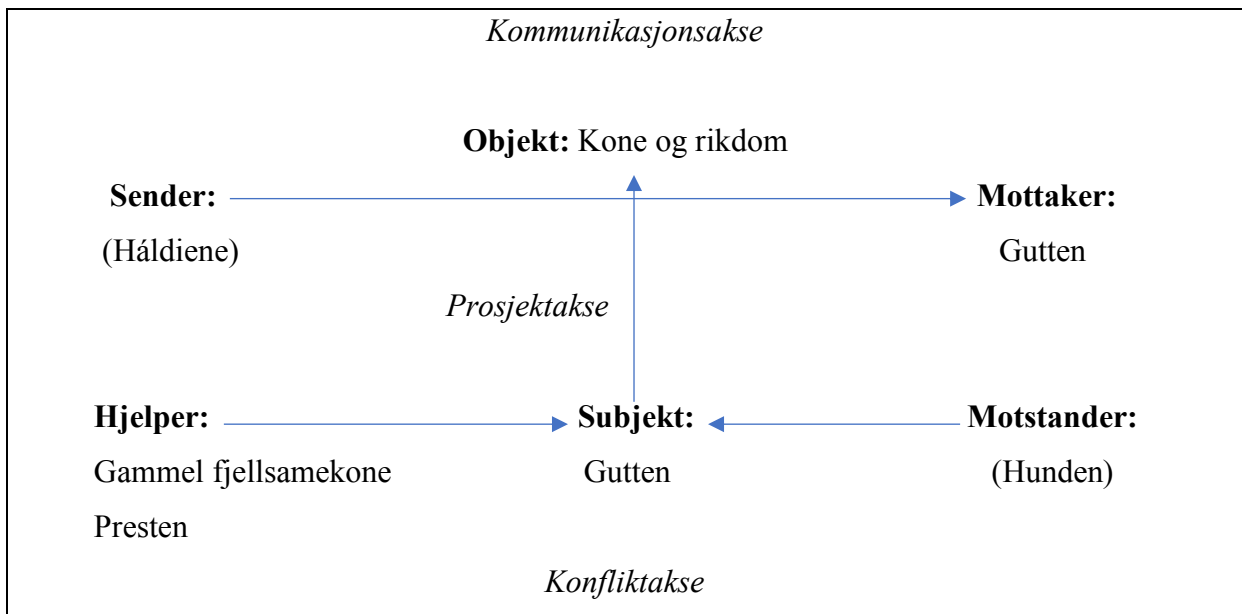 Kommunikasjonsakse
Objekt: Kone og rikdom
Sender: Mottaker:
(Háldiene) Gutten
Prosjektakse
Hjelper: Subjekt: Motstander:
Gammel fjellsamekone Gutten (Hunden)
Presten
Konfliktakse